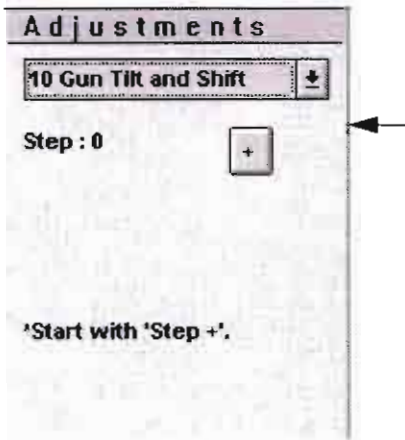 Adjustments
10 Gun Tilt and Shift
Step : 0
+
*Start with 'Step +'.